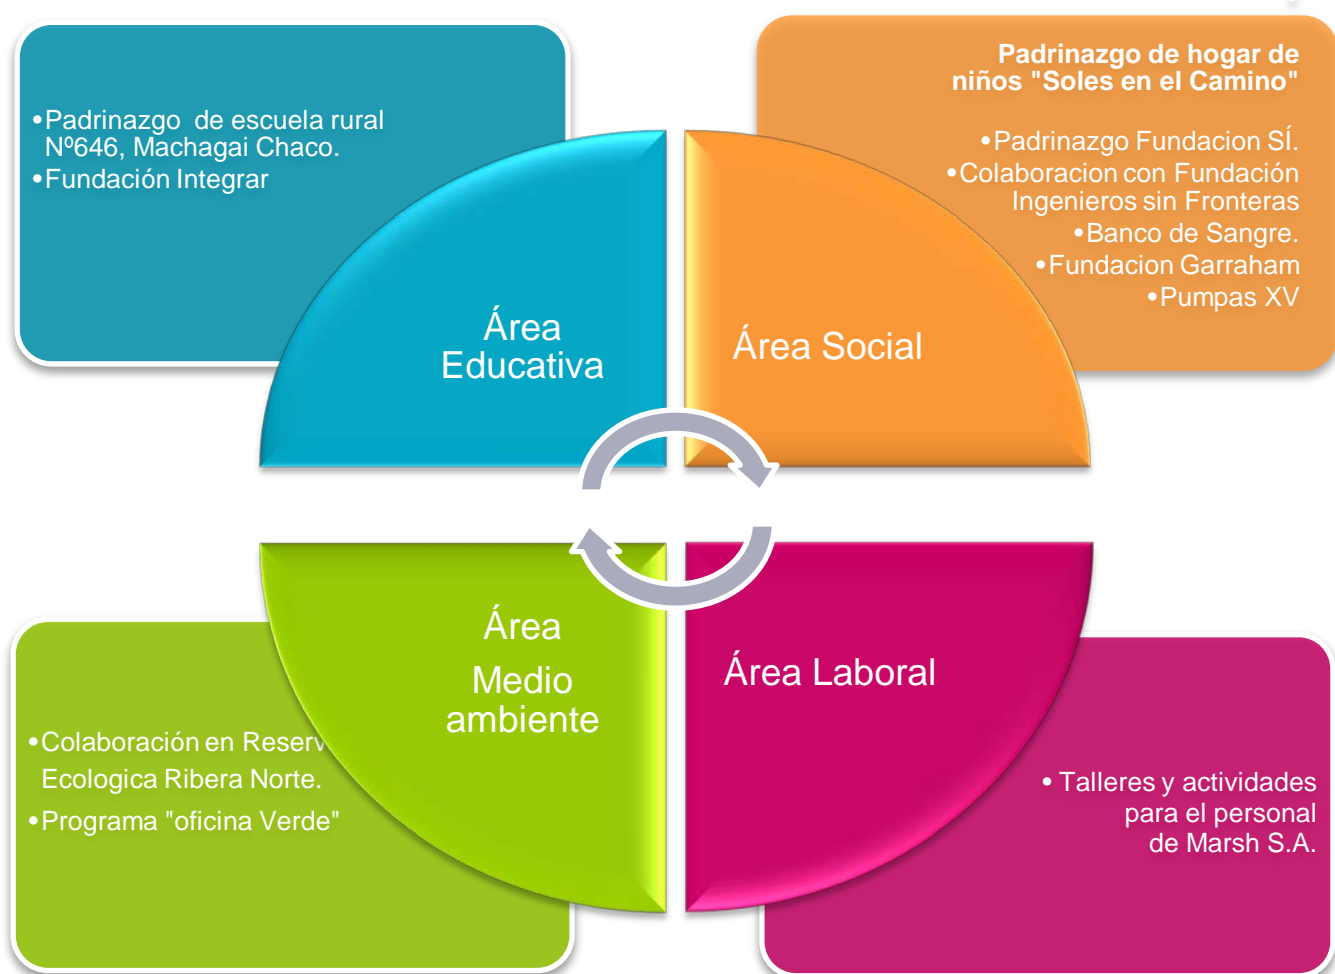 •Padrinazgo de escuela rural
Nº646, Machagai Chaco.
•Fundación Integrar
Padrinazgo de hogar de
niños "Soles en el Camino"
•Padrinazgo Fundacion SÍ.
•Colaboracion con Fundación
Ingenieros sin Fronteras
•Banco de Sangre.
•Fundacion Garraham
•Pumpas XV
Área
Educativa
Área Social
Área
Medio
ambiente
Área Laboral
•Colaboración en Reserv
Ecologica Ribera Norte.
•Programa "oficina Verde"
• Talleres y actividades
para el personal
de Marsh S.A.